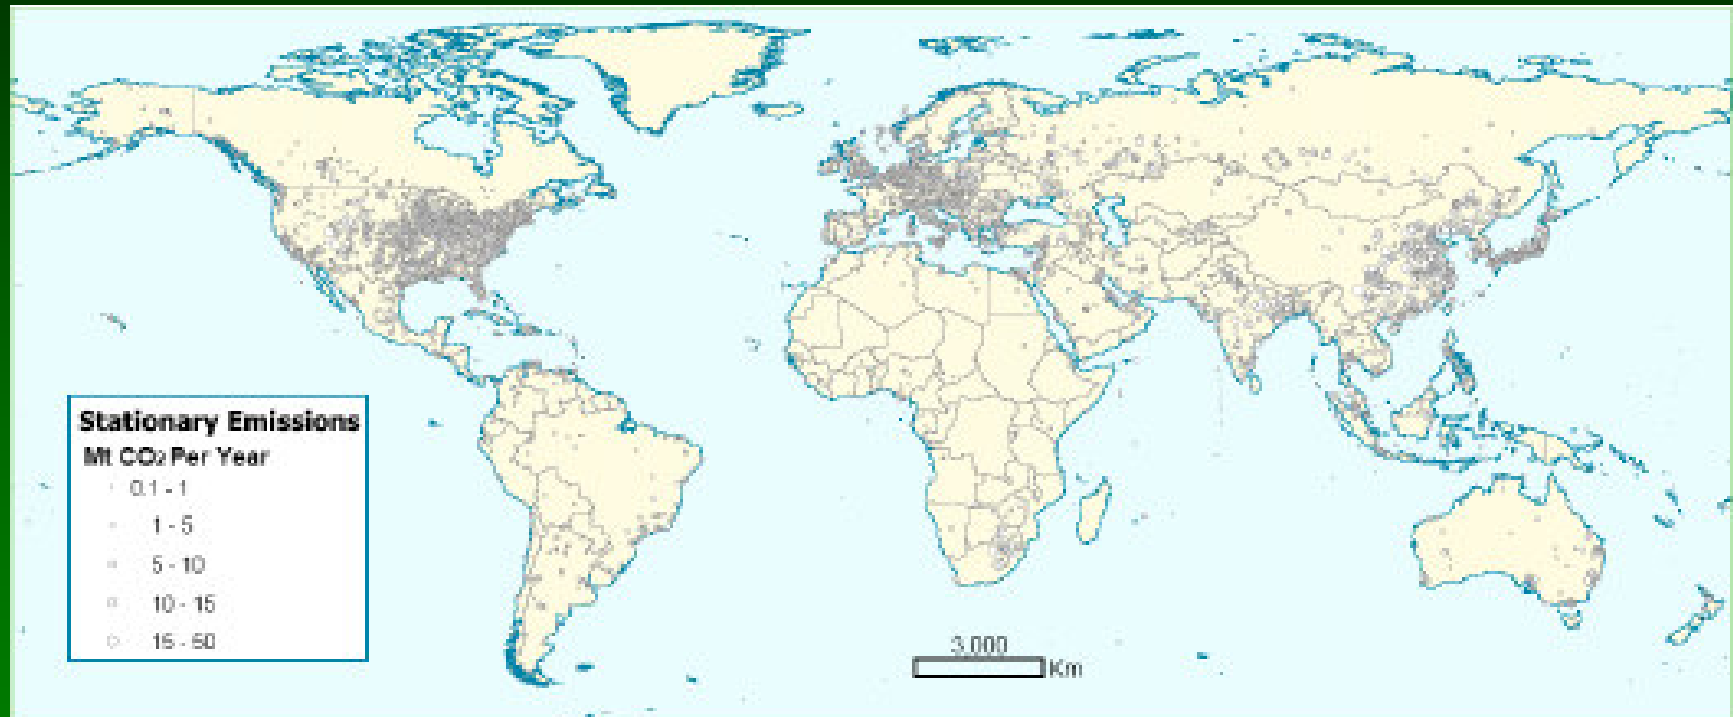 Stationary Emissions
Mt CO₂ Per Year
0.1 - 1
1 - 5
5 - 10
10 - 15
15 - 50
3,000
Km